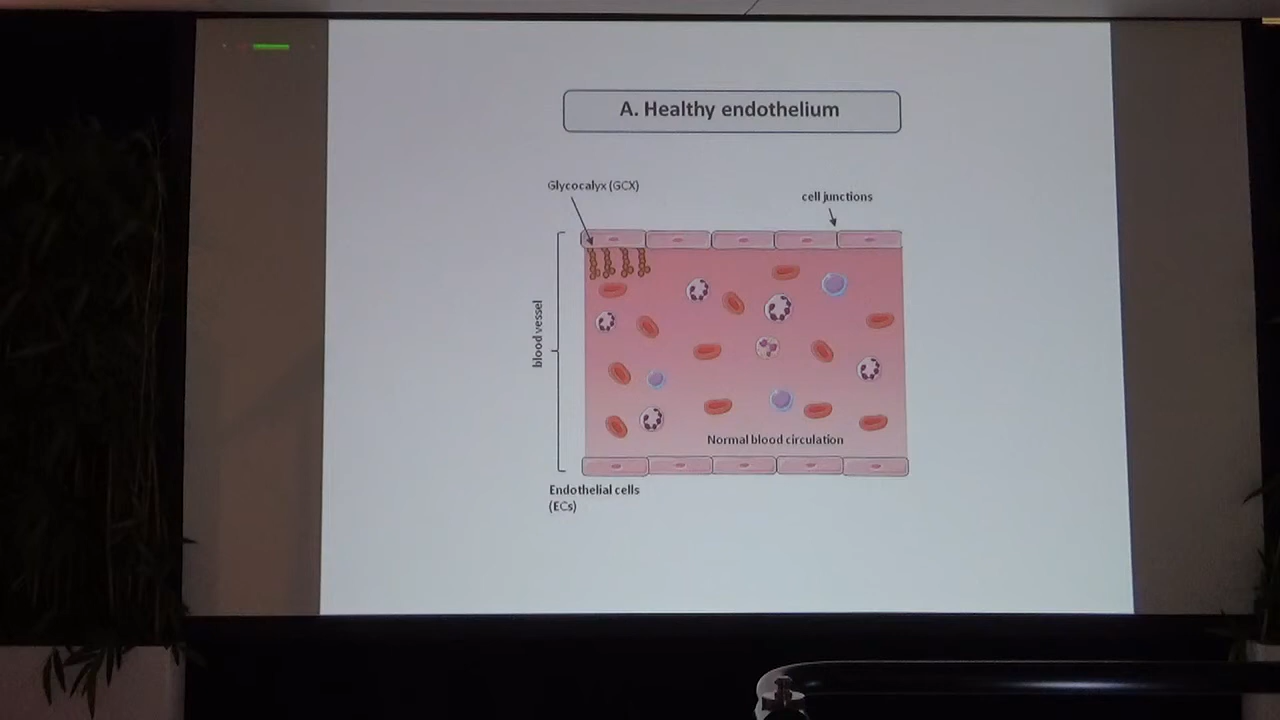 A. Healthy endothelium
Glycocalyx (GCX)
cell junctions
blood vessel
Normal blood circulation
Endothelial cells
(ECs)